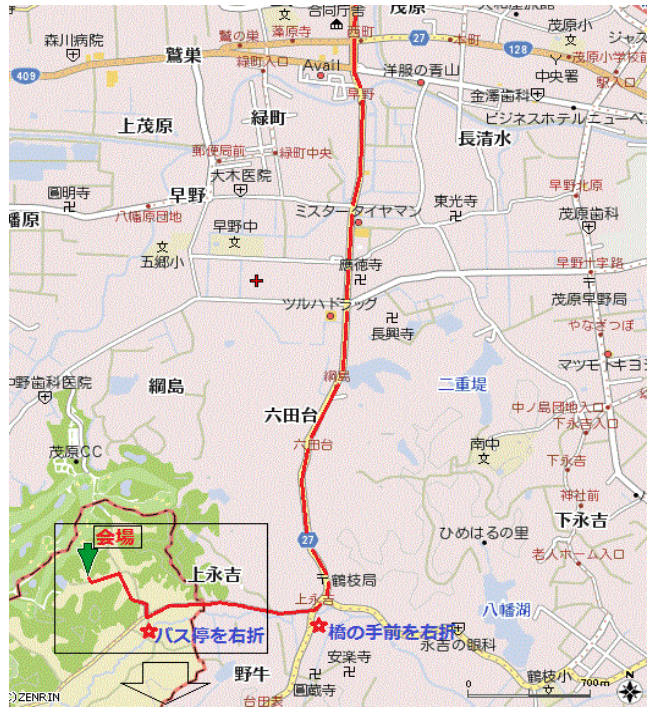 合同庁舎
茂原
茂原小
鷲の巣
藻原寺
西町
27
本町
128
森川病院
鷲巣
緑町入口
Avail
洋服の青山
中央署
茂原小学校前
409
早野
金澤歯科
駅入口
ビジネスホテルニュー
上茂原
緑町
長清水
郵便局前
緑町中央
大木医院
圓明寺
早野
東光寺
早野北原
八幡原団地
早野中
ミスタータイヤマン
茂原歯科
五郷小
應徳寺
早野十字路
ツルハドラッグ
茂原早野局
長興寺
やなぎつぼ
綱島
マツモトキヨシ
中野歯科医院
綱島
二重堤
中ノ島団地入口
六田台
下永吉入口
六田台
南中
茂原CC
下永吉
神社前
会場
27
ひめはるの里
下永吉
上永吉
鶴枝局
老人ホーム入口
上永吉
八幡湖
バス停を右折
橋の手前を右折
永吉の眼科
野牛
安楽寺
鶴枝小
圓蔵寺
台田表
0
700m
N
(C)ZENRIN